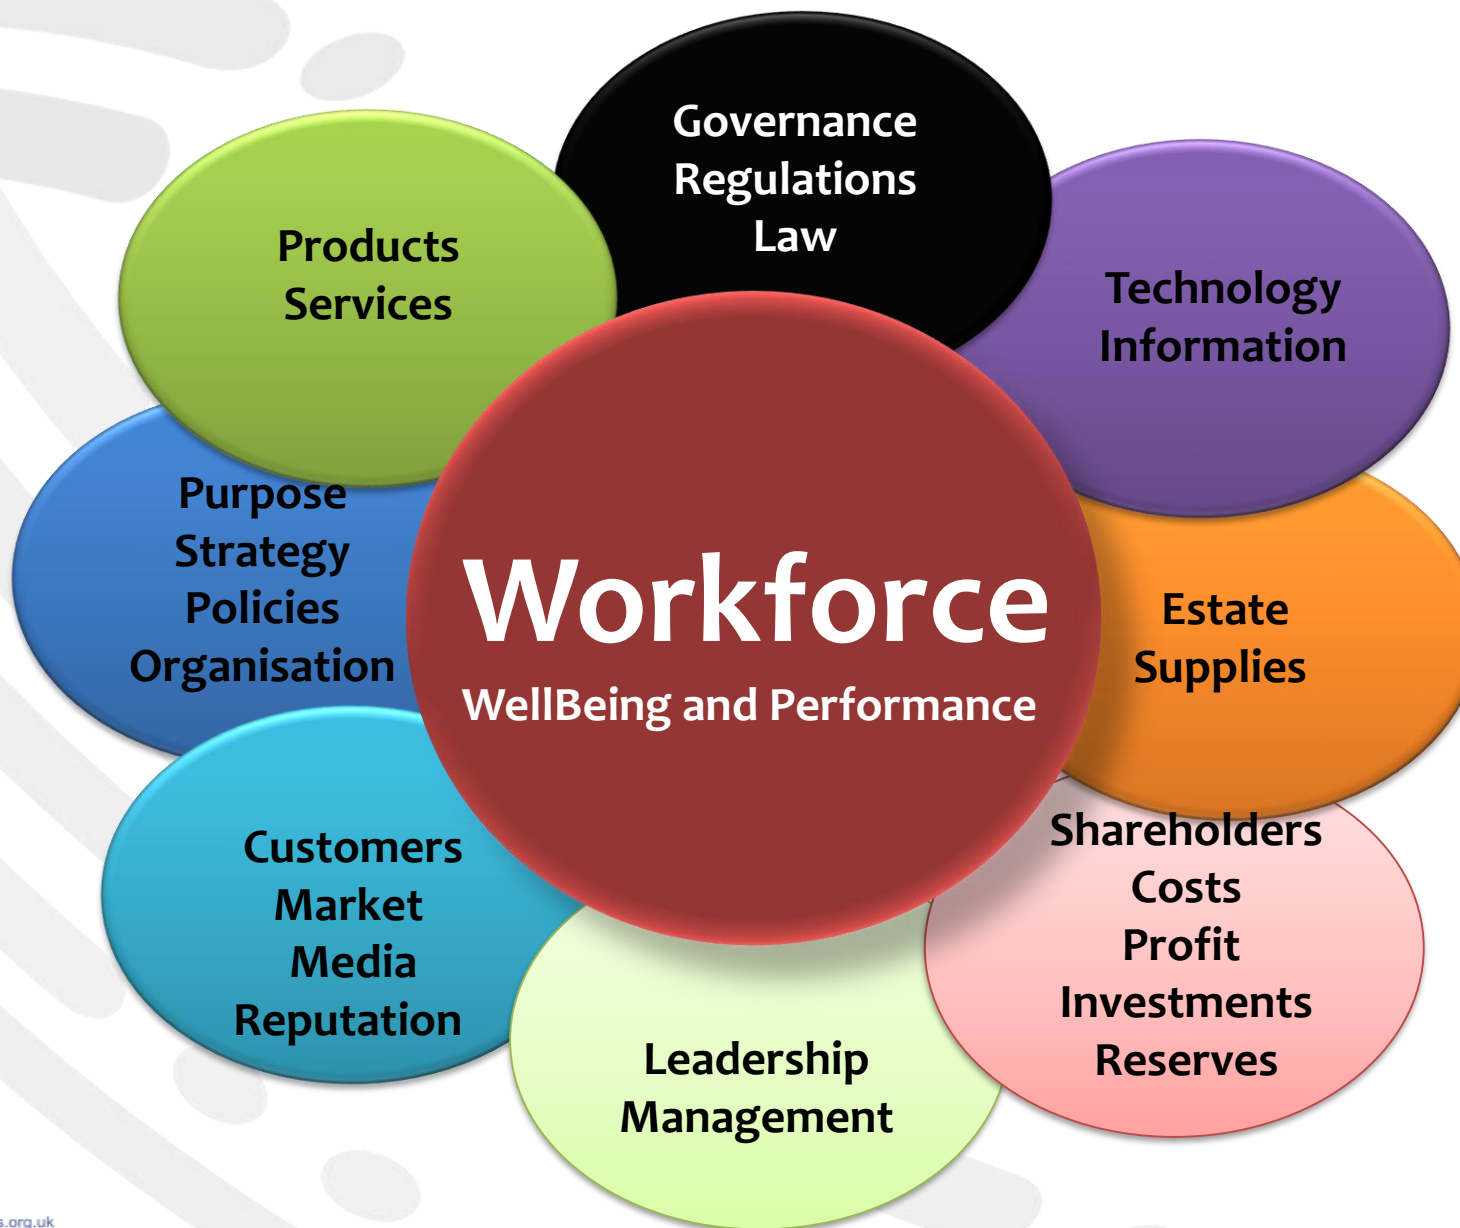 Governance
Regulations
Law
Products
Services
Technology
Information
Purpose
Strategy
Policies
Organisation
Workforce
WellBeing and Performance
Estate
Supplies
Customers
Market
Media
Reputation
Shareholders
Costs
Profit
Investments
Reserves
Leadership
Management
s.org.uk